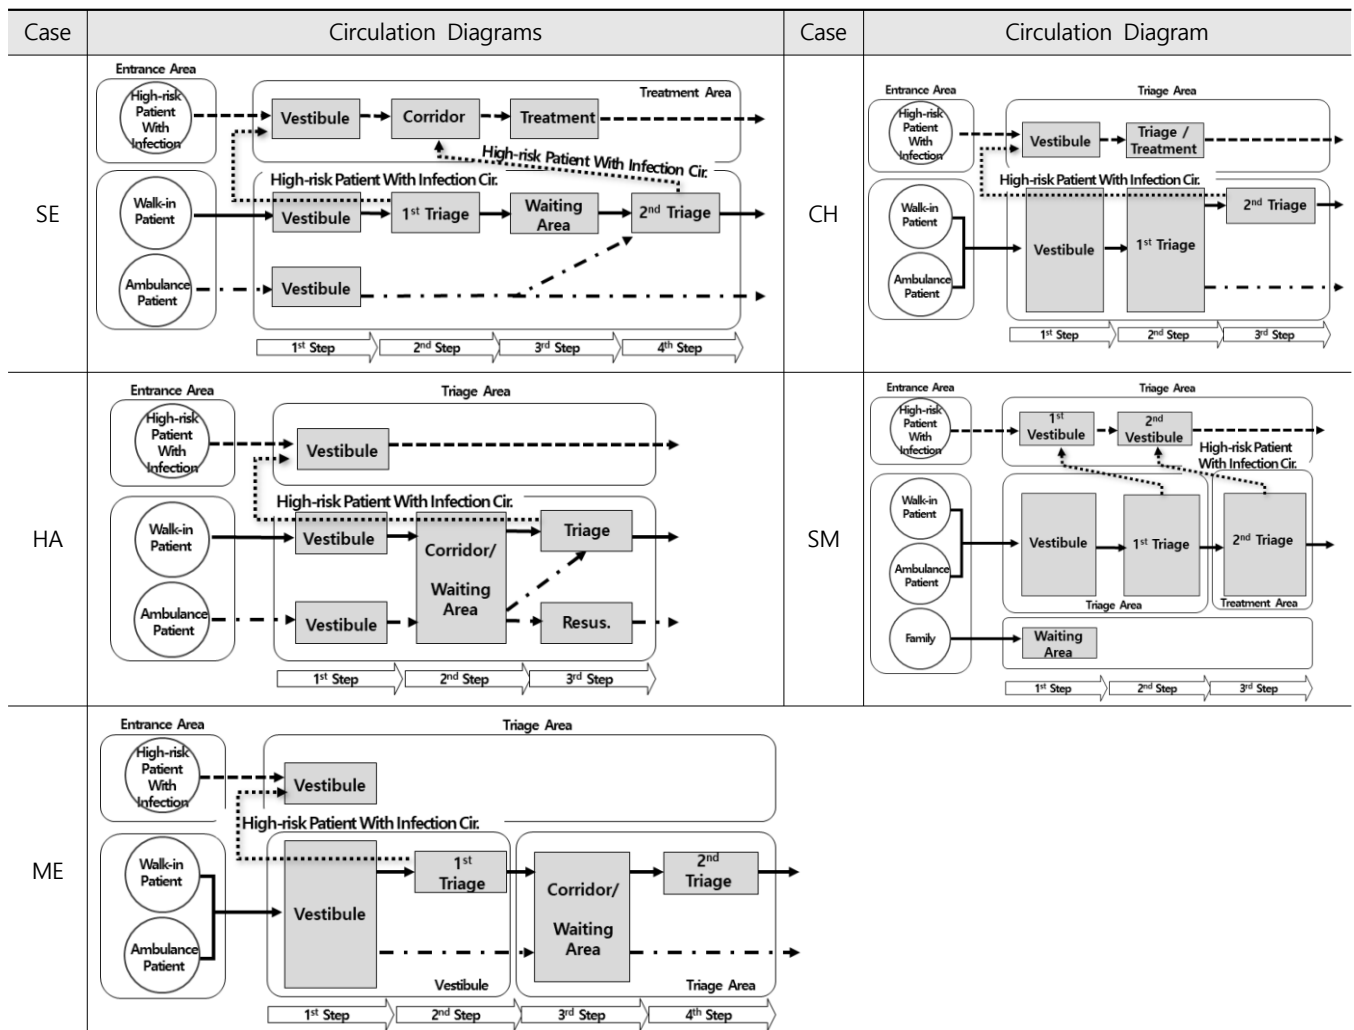 Case
Circulation Diagrams
Case
Circulation Diagram
SE
Entrance Area
High-risk
Patient
With
Infection
Walk-in
Patient
Ambulance
Patient
Treatment Area
Vestibule
Corridor
Treatment
High-risk Patient With Infection Cir.
High-risk Patient With Infection Cir.
Vestibule
1st Triage
Waiting
Area
2nd Triage
Vestibule
1st Step
2nd Step
3rd Step
4th Step
CH
Entrance Area
High-risk
Patient
With
Infection
Walk-in
Patient
Ambulance
Patient
Triage Area
Vestibule
Triage /
Treatment
High-risk Patient With Infection Cir.
Vestibule
1st Triage
2nd Triage
1st Step
2nd Step
3rd Step
HA
Entrance Area
High-risk
Patient
With
Infection
Walk-in
Patient
Ambulance
Patient
Triage Area
Vestibule
High-risk Patient With Infection Cir.
Vestibule
Corridor/
Waiting
Area
Triage
Vestibule
Resus.
1st Step
2nd Step
3rd Step
SM
Entrance Area
High-risk
Patient
With
Infection
Walk-in
Patient
Ambulance
Patient
Family
Triage Area
1st
Vestibule
2nd
Vestibule
High-risk Patient
With Infection Cir.
Vestibule
1st Triage
2nd Triage
Triage Area
Treatment Area
Waiting
Area
1st Step
2nd Step
3rd Step
ME
Entrance Area
High-risk
Patient
With
Infection
Walk-in
Patient
Ambulance
Patient
Triage Area
Vestibule
High-risk Patient With Infection Cir.
Vestibule
1st
Triage
Corridor/
Waiting
Area
2nd
Triage
Vestibule
Triage Area
1st Step
2nd Step
3rd Step
4th Step